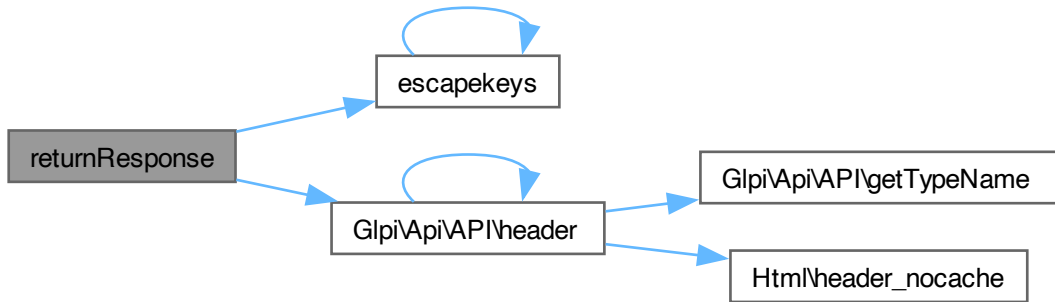 escapekeys
returnResponse
Glpi\Api\API\getTypeName
Glpi\Api\API\header
Html\header_nocache